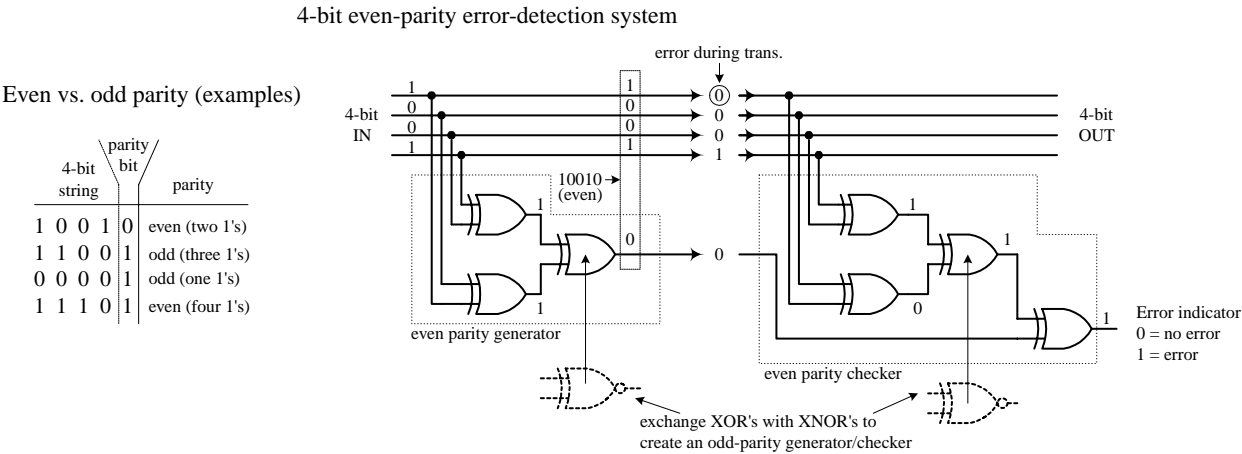 4-bit even-parity error-detection system
Even vs. odd parity (examples)
parity
bit
4-bit
string
parity
1 0 0 1 0 even (two 1's)
1 1 0 0 1 odd (three 1's)
0 0 0 0 1 odd (one 1's)
1 1 1 0 1 even (four 1's)
error during trans.
1 1 0
0 0 0
0 0 0
1 1 1
4-bit
IN
4-bit
OUT
10010
(even)
1
1
0 0
even parity generator
1
0
1
1
even parity checker
Error indicator
0 = no error
1 = error
exchange XOR's with XNOR's to
create an odd-parity generator/checker